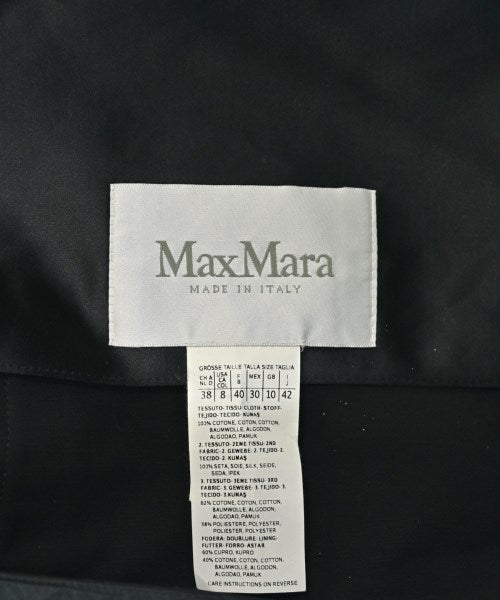 MaxMara
MADE IN ITALY
GRÖSSE TAILLE TALLA SIZE TAGLIA
CH A USA F MEX GB I
NL D CA COL B J
38 8 40 30 10 42
TESSUTO-TISSU-CLOTH-STOFF-
TEJIDO-TECIDO-KUMAŞ
100% COTONE, COTON, COTTON,
BAUMWOLLE, ALGODON,
ALGODAO, PAMUK
2. TESSUTO-2EME TISSU-2ND
FABRIC-2. GEWEBE-2. TEJIDO-2.
TECIDO-2. KUMAŞ
100% SETA, SOIE, SILK, SEIDE,
SEDA, IPEK
3. TESSUTO-3EME TISSU-3RD
FABRIC-3. GEWEBE-3. TEJIDO-3.
TECIDO-3.KUMAŞ
62% COTONE, COTON, COTTON,
BAUMWOLLE, ALGODON,
ALGODAO, PAMUK
38% POLIESTERE, POLYESTER,
POLIESTER, POLYESTER
FODERA-DOUBLURE-LINING-
FUTTER-FORRO-ASTAR
60% CUPRO, KUPRO
40% COTONE, COTON, COTTON,
BAUMWOLLE, ALGODON,
ALGODAO, PAMUK
CARE INSTRUCTIONS ON REVERSE